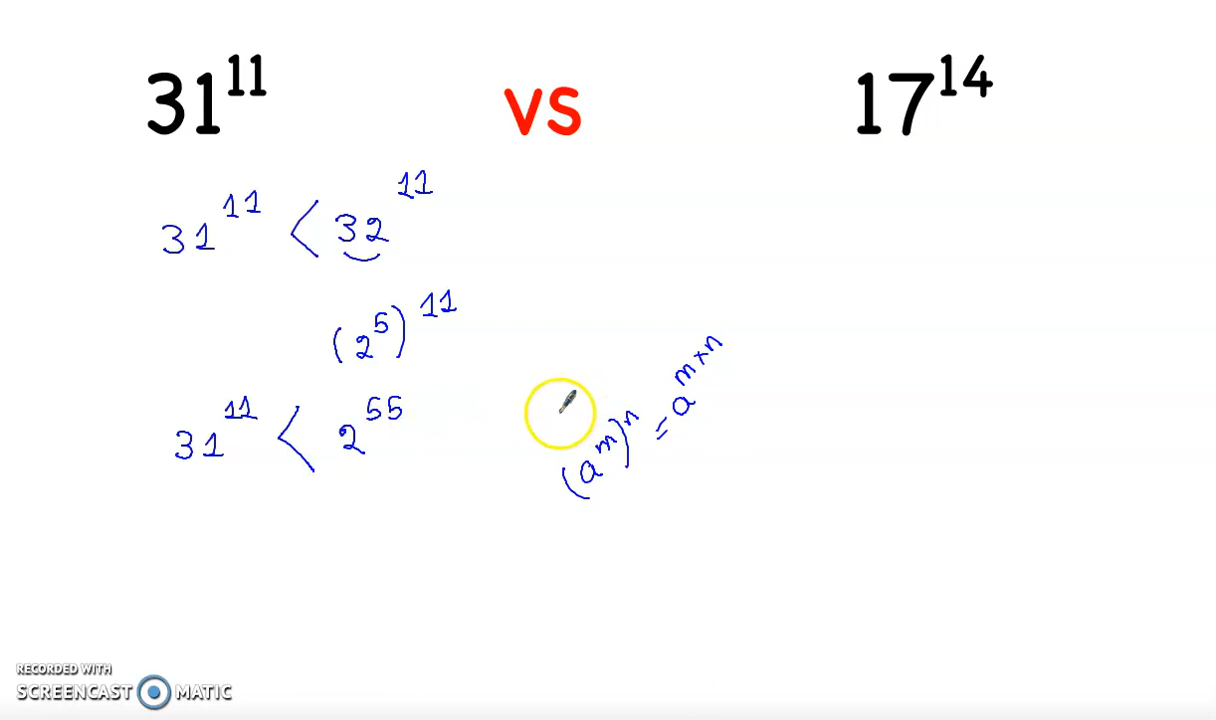 31^11 vs 17^14
31^11 < 32^11
(2^5)^11
31^11 < 2^55
(a^m)^n = a^m×n
RECORDED WITH
SCREENCAST MATIC